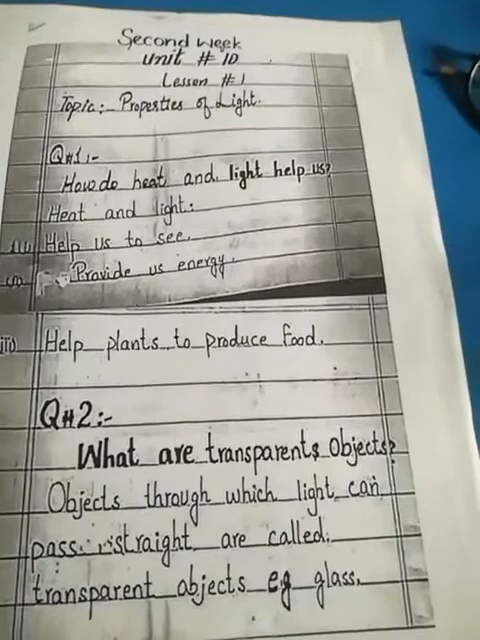 Second week
Unit # 10
Lesson # 1
Topic:- Properties of Light.
Q#1:-
How do heat and light help us?
Heat and light:
Help us to see.
Provide us energy.
iii) Help plants to produce food.
Q#2:-
What are transparents Objects?
Objects through which light can
pass straight are called.
transparent objects eg glass.